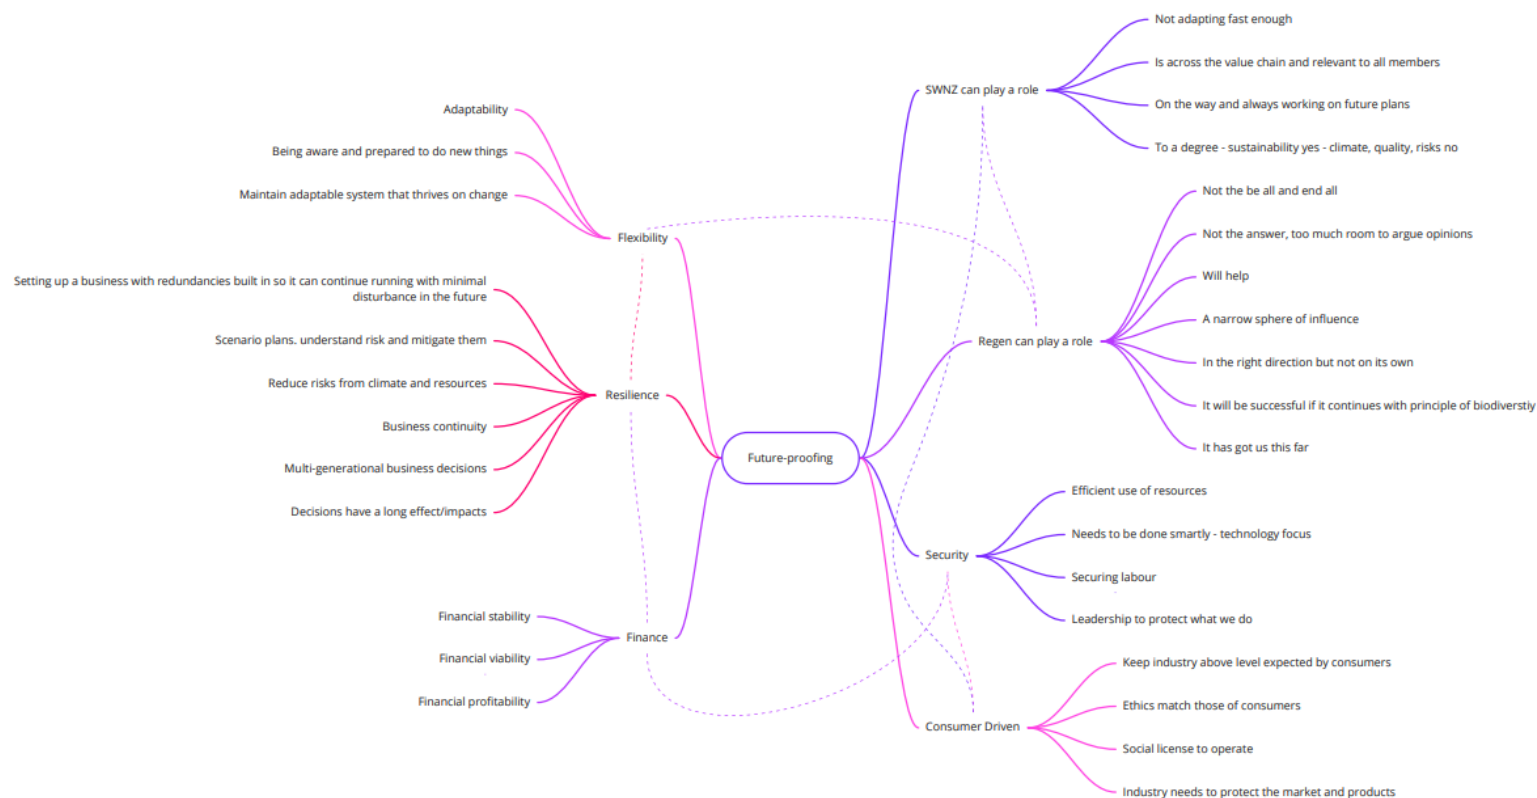 Adaptability
Being aware and prepared to do new things
Maintain adaptable system that thrives on change
Flexibility
Setting up a business with redundancies built in so it can continue running with minimal
disturbance in the future
Scenario plans. understand risk and mitigate them
Reduce risks from climate and resources
Resilience
Business continuity
Multi-generational business decisions
Decisions have a long effect/impacts
Financial stability
Finance
Financial viability
Financial profitability
Future-proofing
Not adapting fast enough
Is across the value chain and relevant to all members
SWNZ can play a role
On the way and always working on future plans
To a degree - sustainability yes - climate, quality, risks no
Not the be all and end all
Not the answer, too much room to argue opinions
Will help
A narrow sphere of influence
Regen can play a role
In the right direction but not on its own
It will be successful if it continues with principle of biodiverstiy
It has got us this far
Efficient use of resources
Needs to be done smartly - technology focus
Security
Securing labour
Leadership to protect what we do
Keep industry above level expected by consumers
Ethics match those of consumers
Consumer Driven
Social license to operate
Industry needs to protect the market and products